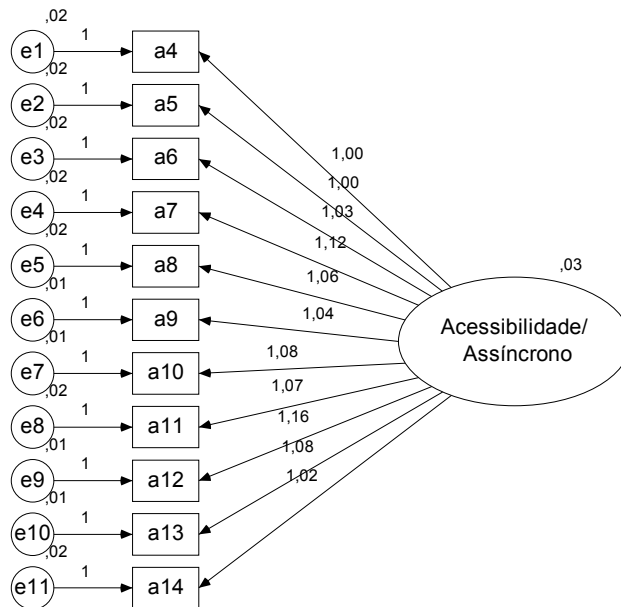 ,02
e1 1 a4
,02
e2 1 a5
,02
e3 1 a6
,02
e4 1 a7
,02
e5 1 a8
,01
e6 1 a9
,01
e7 1 a10
,02
e8 1 a11
,01
e9 1 a12
,01
e10 1 a13
,02
e11 1 a14
1,00
1,00
1,03
1,12
1,06
1,04
1,08
1,07
1,16
1,08
1,02
,03
Acessibilidade/
Assíncrono